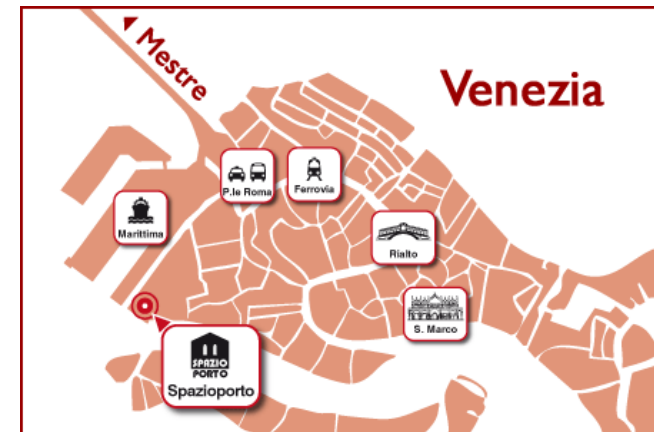 Mestre
Venezia
P.le Roma
Ferrovia
Marittima
Rialto
S. Marco
SPAZIO
PORTO
Spazioporto